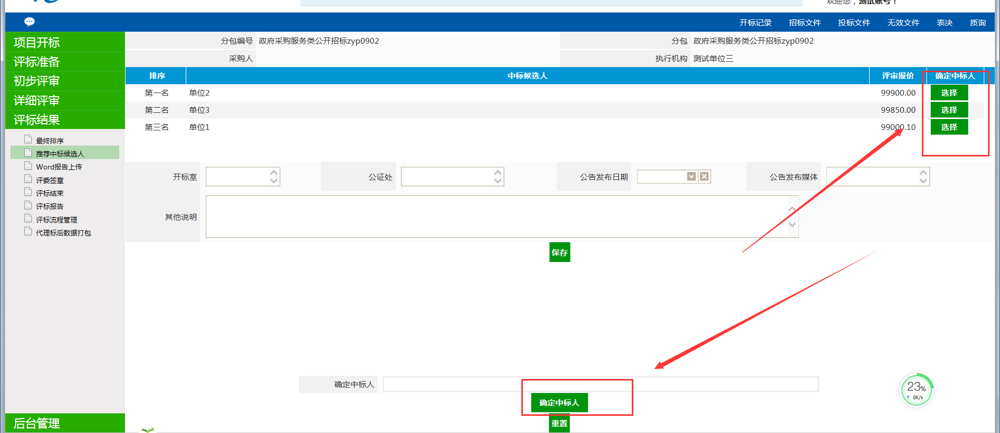 欢迎您，测试账号！
开标记录 招标文件 投标文件 无效文件 表决 质询
项目开标
评标准备
初步评审
详细评审
评标结果
最终排序
推荐中标候选人
Word报告上传
评委签章
评标结束
评标报告
评标流程管理
代理标后数据打包
后台管理
分包编号 政府采购服务类公开招标zyp0902 分包 政府采购服务类公开招标zyp0902
采购人 执行机构 测试单位三
排序 中标候选人 评审报价 确定中标人
第一名 单位2 99900.00 选择
第二名 单位3 99850.00 选择
第三名 单位1 99000.10 选择
开标室 公证处 公告发布日期 公告发布媒体
其他说明
保存
确定中标人
确定中标人
重置
23%
0K/s